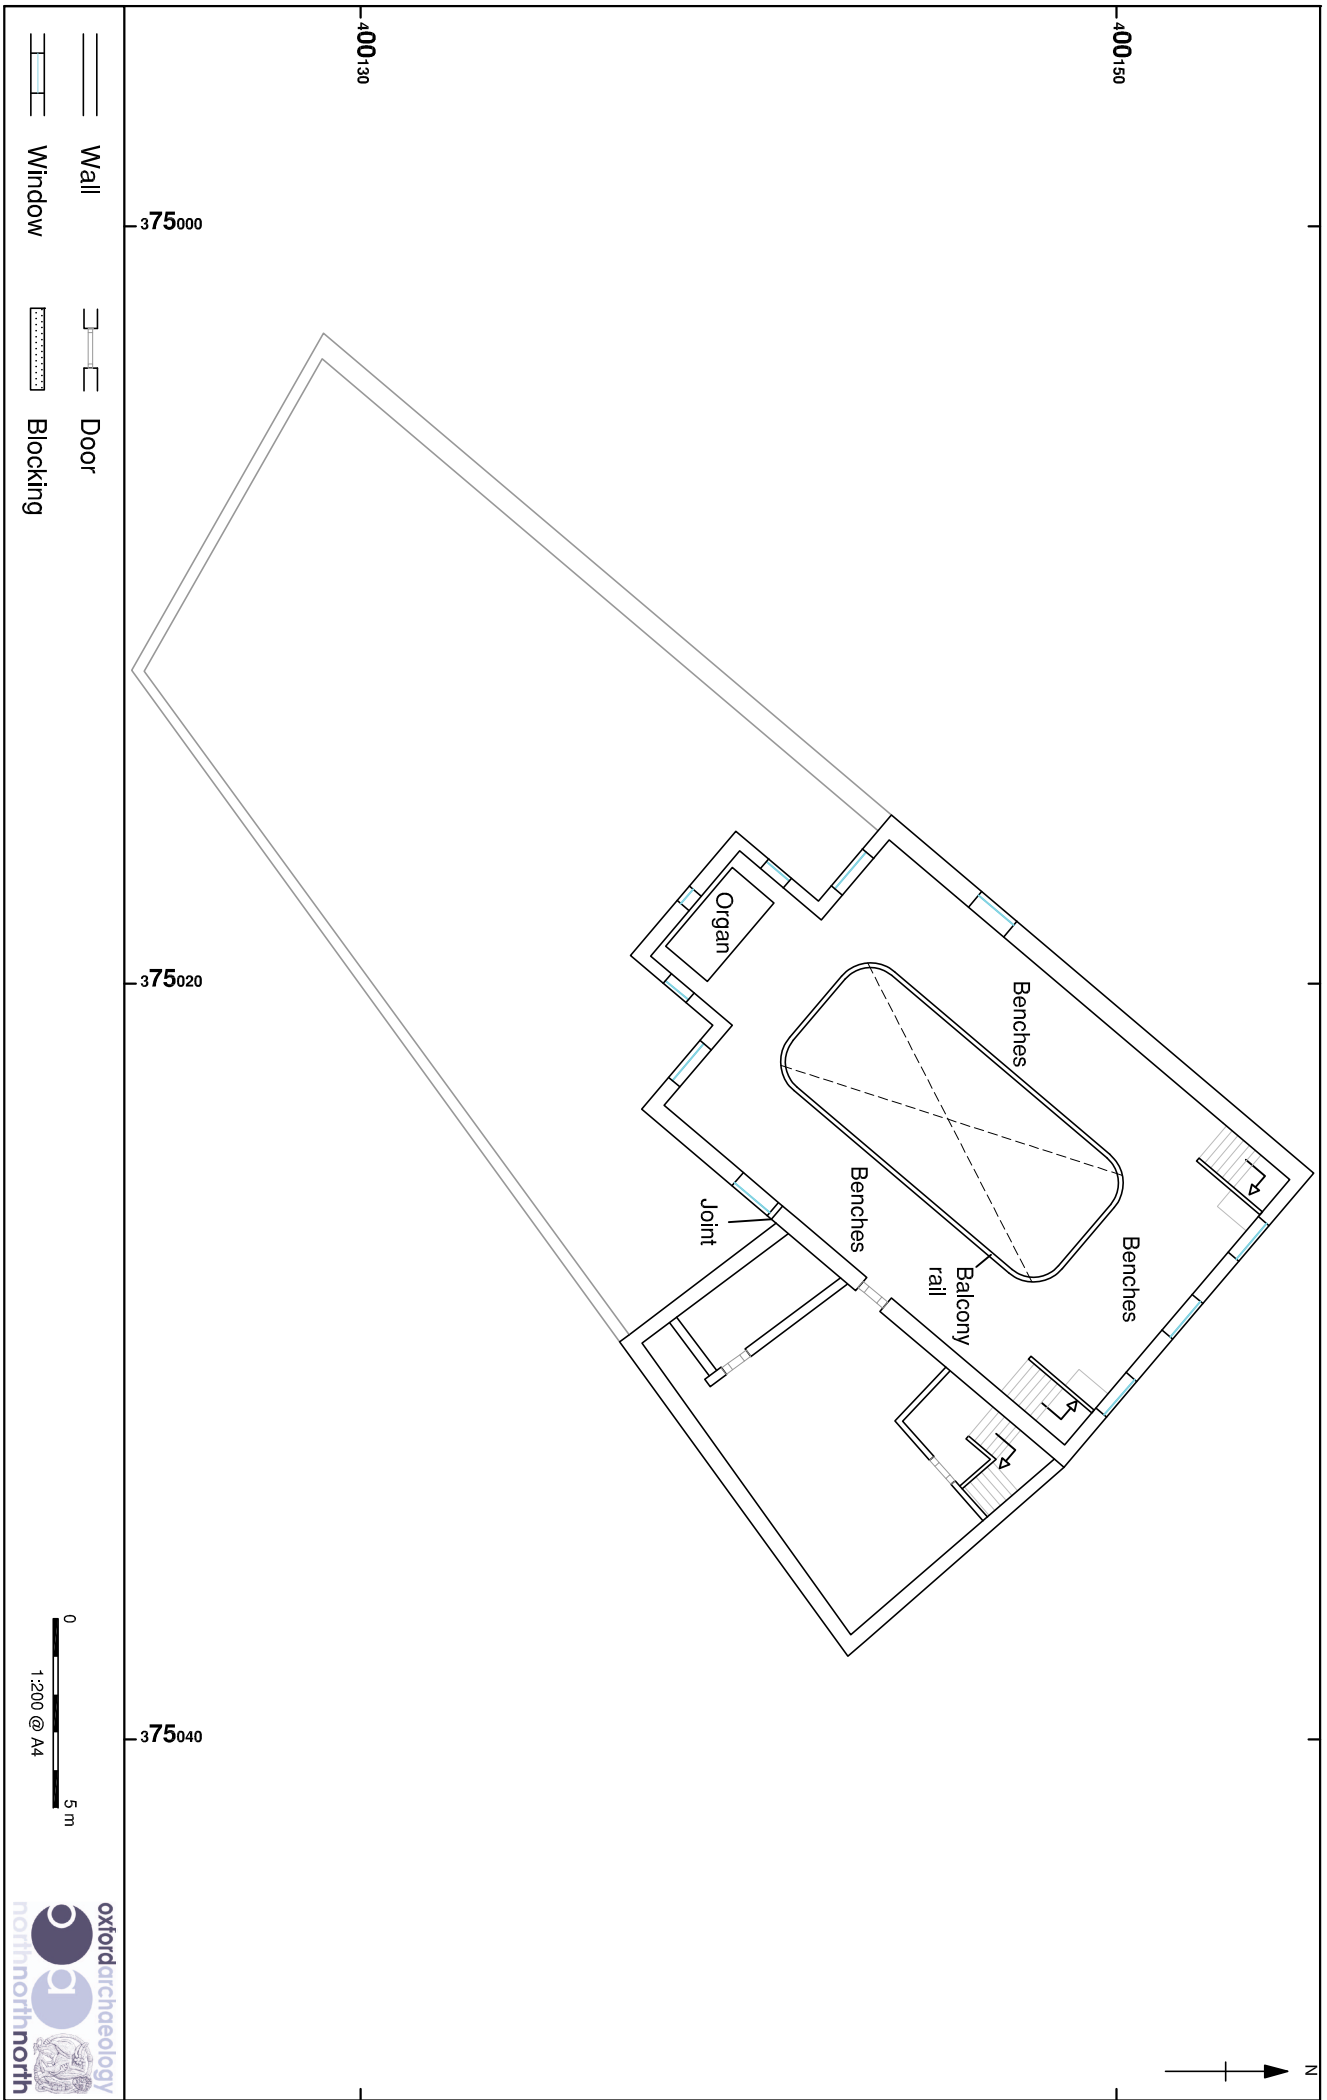 N
400150
400130
375000
375020
375040
Benches
Benches
Benches
Balcony
rail
Organ
Joint
Wall
Door
Window
Blocking
0
5 m
1:200 @ A4
oxfordarchaeology
northnorthnorth